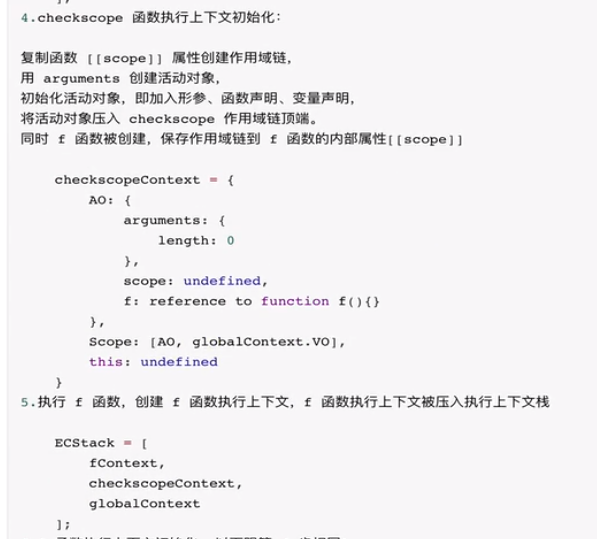 ];
4.checkscope 函数执行上下文初始化：
复制函数 [[scope]] 属性创建作用域链，
用 arguments 创建活动对象，
初始化活动对象，即加入形参、函数声明、变量声明，
将活动对象压入 checkscope 作用域链顶端。
同时 f 函数被创建，保存作用域链到 f 函数的内部属性[[scope]]
checkscopeContext = {
AO: {
arguments: {
length: 0
},
scope: undefined,
f: reference to function f(){}
},
Scope: [AO, globalContext.VO],
this: undefined
}
5.执行 f 函数，创建 f 函数执行上下文，f 函数执行上下文被压入执行上下文栈
ECStack = [
fContext,
checkscopeContext,
globalContext
];